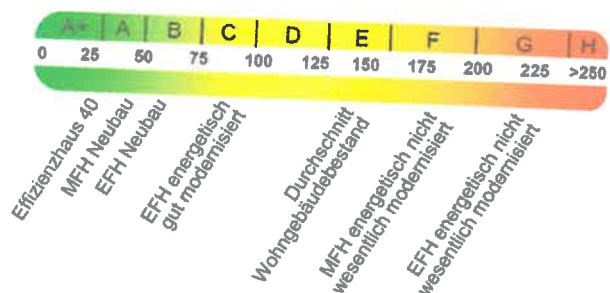 A+ A B C D E F G H
0 25 50 75 100 125 150 175 200 225 >250
Effizienzhaus 40
MFH Neubau
EFH Neubau
EFH energetisch
gut modernisiert
Durchschnitt
Wohngebäudebestand
MFH energetisch nicht
wesentlich modernisiert
EFH energetisch nicht
wesentlich modernisiert